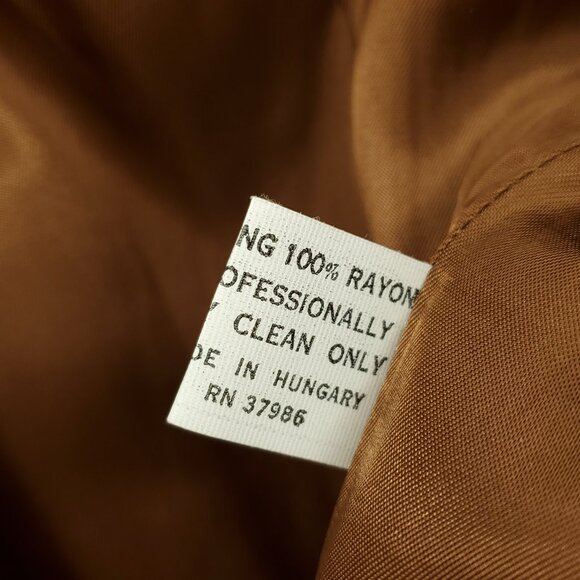 NG 100% RAYON
OFESSIONALLY
Y CLEAN ONLY
DE IN HUNGARY
RN 37986